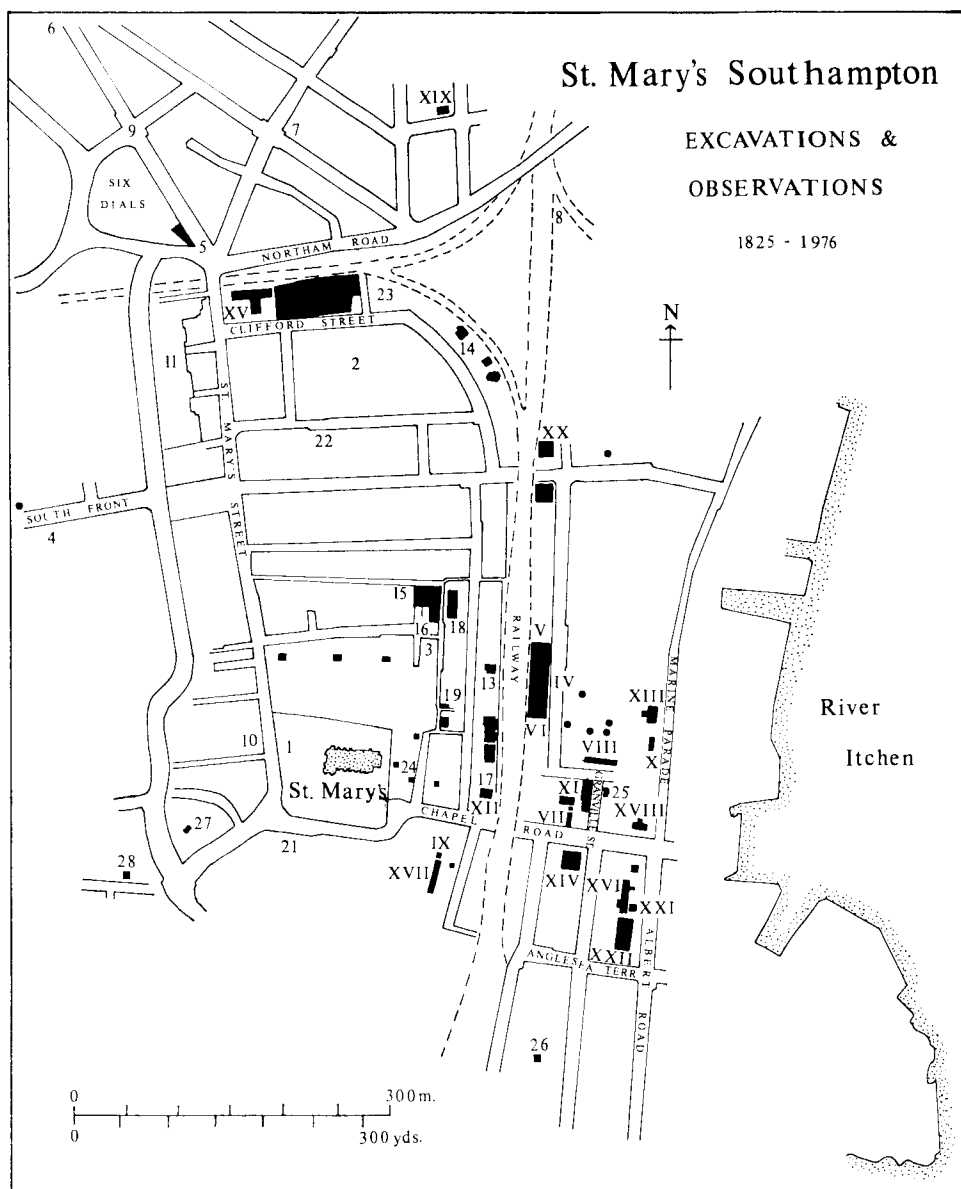 6
St. Mary's Southampton
XIX
EXCAVATIONS &
OBSERVATIONS
1825 - 1976
9
7
SIX
DIALS
8
5
NORTHAM ROAD
N
XV
23
CLIFFORD STREET
14
11
2
ST. MARY'S STREET
22
XX
SOUTH FRONT
4
15
16
18
3
13
RAILWAY
V
IV
VI
XIII
MARINE PARADE
River
Itchen
19
VIII
X
10
1
St. Mary's
24
17
XII
XI
GRANVILLE ST.
25
VII
XVIII
CHAPEL ROAD
27
21
28
IX
XVII
XIV
XVI
XXI
XXII
ANGLESEA TERR
ALBERT ROAD
26
0 300m.
0 300yds.